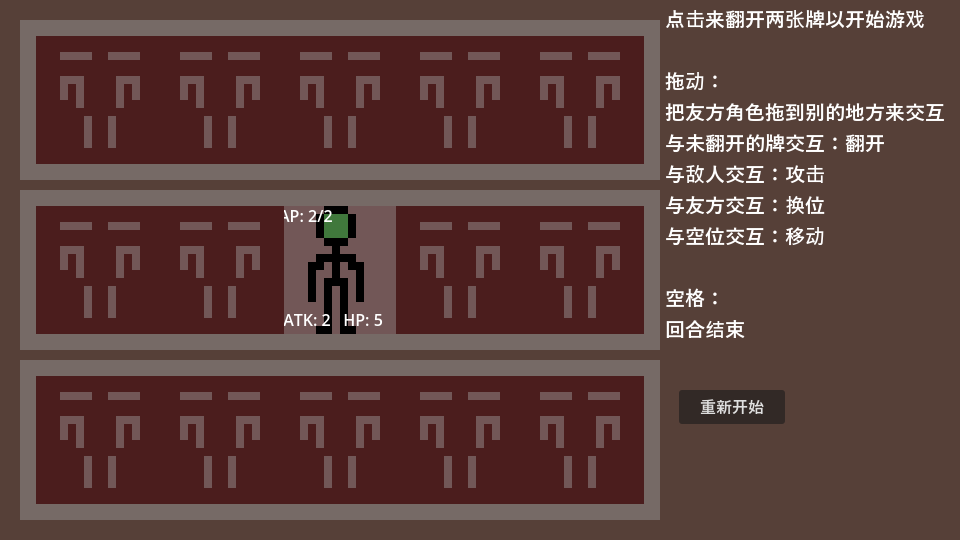 点击来翻开两张牌以开始游戏
拖动：
把友方角色拖到别的地方来交互
与未翻开的牌交互：翻开
与敌人交互：攻击
与友方交互：换位
与空位交互：移动
空格：
回合结束
重新开始
AP: 2/2
ATK: 2 HP: 5